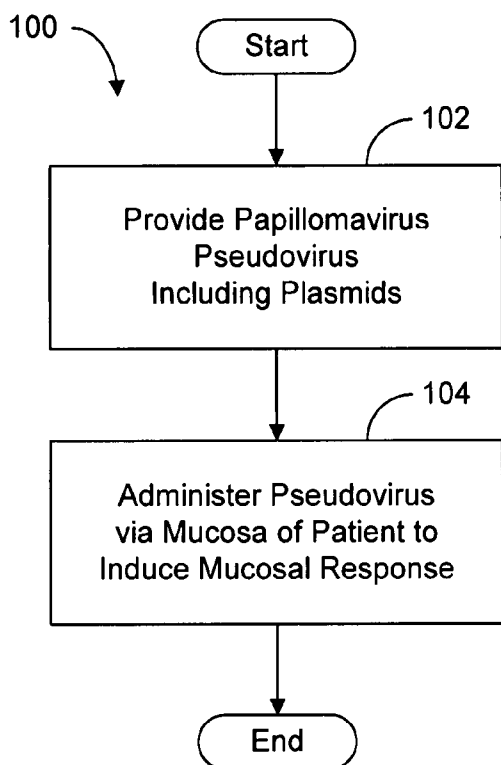 100
Start
102
Provide Papillomavirus
Pseudovirus
Including Plasmids
104
Administer Pseudovirus
via Mucosa of Patient to
Induce Mucosal Response
End